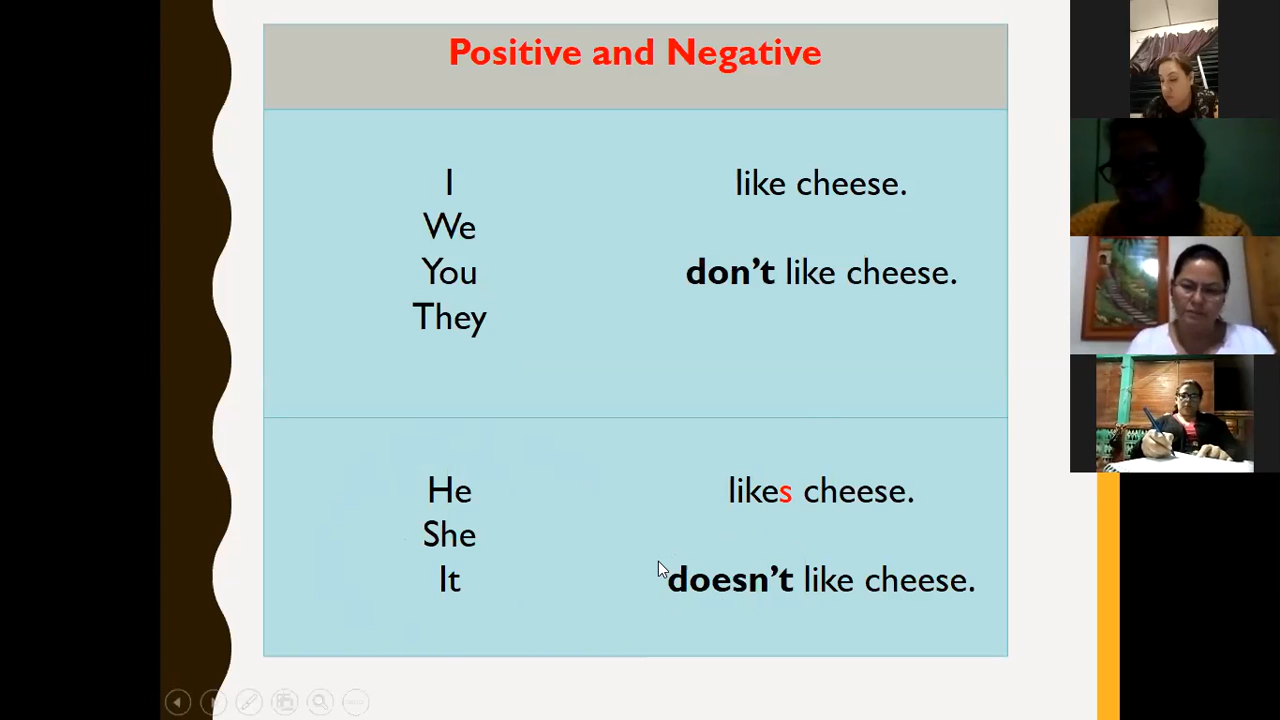 Positive and Negative
I
We
You
They
like cheese.
don't like cheese.
He
She
It
likes cheese.
doesn't like cheese.